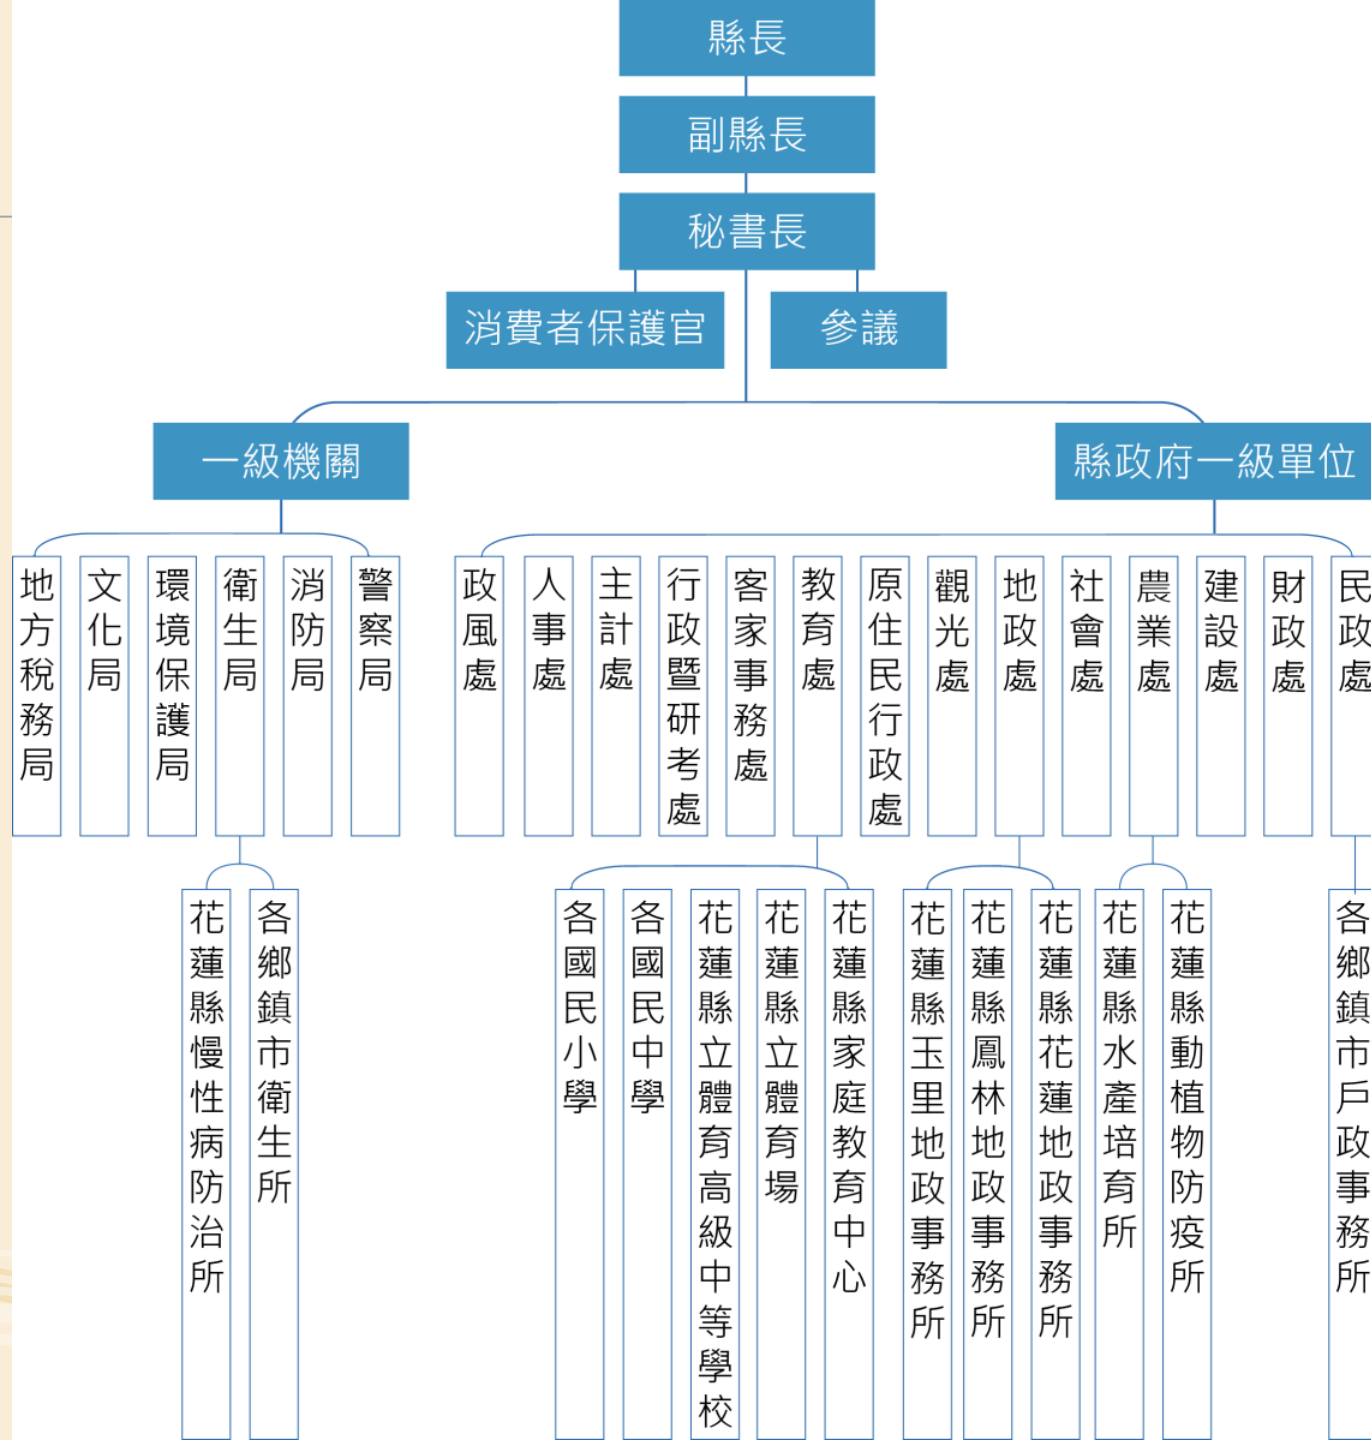 縣長
副縣長
秘書長
消費者保護官
參議
一級機關
縣政府一級單位
地方稅務局
文化局
環境保護局
衛生局
消防局
警察局
政風處
人事處
主計處
行政暨研考處
客家事務處
教育處
原住民行政處
觀光處
地政處
社會處
農業處
建設處
財政處
民政處
花蓮縣慢性病防治所
各鄉鎮市衛生所
各國民小學
各國民中學
花蓮縣立體育高級中等學校
花蓮縣立體育場
花蓮縣家庭教育中心
花蓮縣玉里地政事務所
花蓮縣鳳林地政事務所
花蓮縣花蓮地政事務所
花蓮縣水產培育所
花蓮縣動植物防疫所
各鄉鎮市戶政事務所